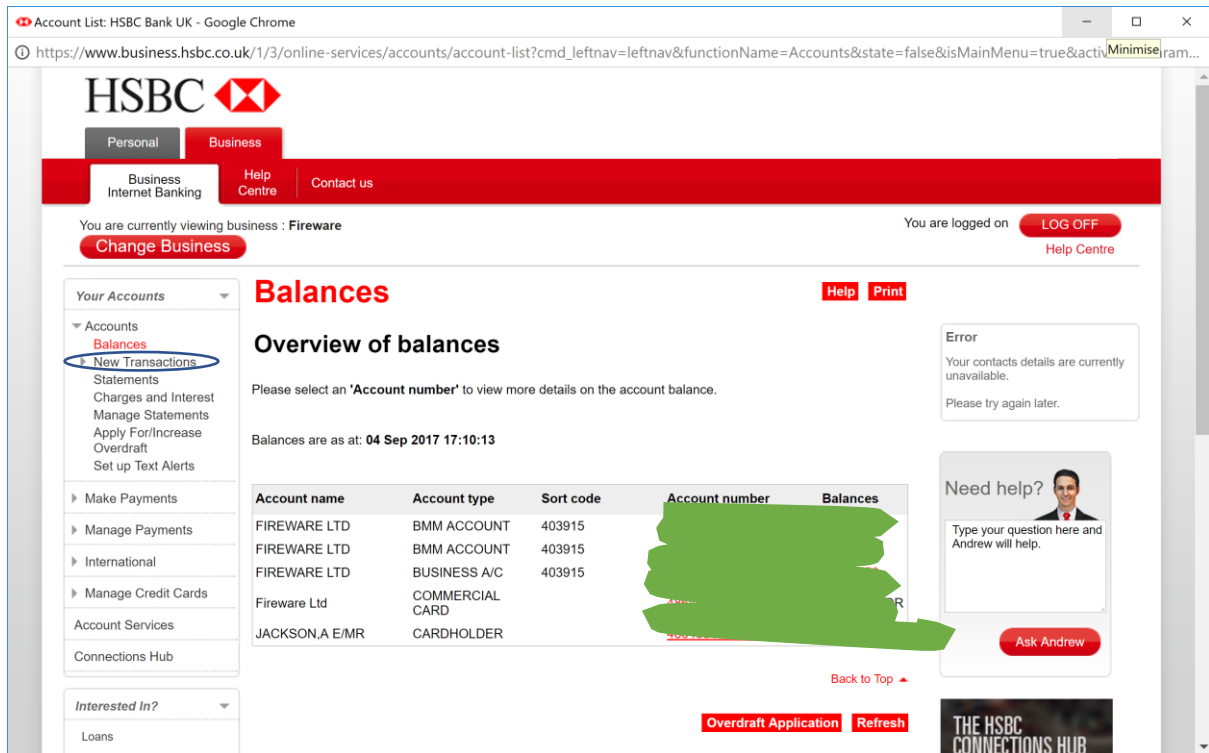 Account List: HSBC Bank UK - Google Chrome
https://www.business.hsbc.co.uk/1/3/online-services/accounts/account-list?cmd_leftnav=leftnav&functionName=Accounts&state=false&isMainMenu=true&activ
Minimise
ram...
HSBC
Personal
Business
Business
Internet Banking
Help
Centre
Contact us
You are currently viewing business : Fireware
Change Business
You are logged on
LOG OFF
Help Centre
Your Accounts
Accounts
Balances
New Transactions
Statements
Charges and Interest
Manage Statements
Apply For/Increase
Overdraft
Set up Text Alerts
Make Payments
Manage Payments
International
Manage Credit Cards
Account Services
Connections Hub
Interested In?
Loans
Balances
Help
Print
Overview of balances
Please select an 'Account number' to view more details on the account balance.
Balances are as at: 04 Sep 2017 17:10:13
Account name Account type Sort code Account number Balances
FIREWARE LTD BMM ACCOUNT 403915
FIREWARE LTD BMM ACCOUNT 403915
FIREWARE LTD BUSINESS A/C 403915
Fireware Ltd COMMERCIAL
CARD
JACKSON,A E/MR CARDHOLDER
Back to Top
Overdraft Application
Refresh
Error
Your contacts details are currently
unavailable.
Please try again later.
Need help?
Type your question here and
Andrew will help.
Ask Andrew
THE HSBC
CONNECTIONS HUB